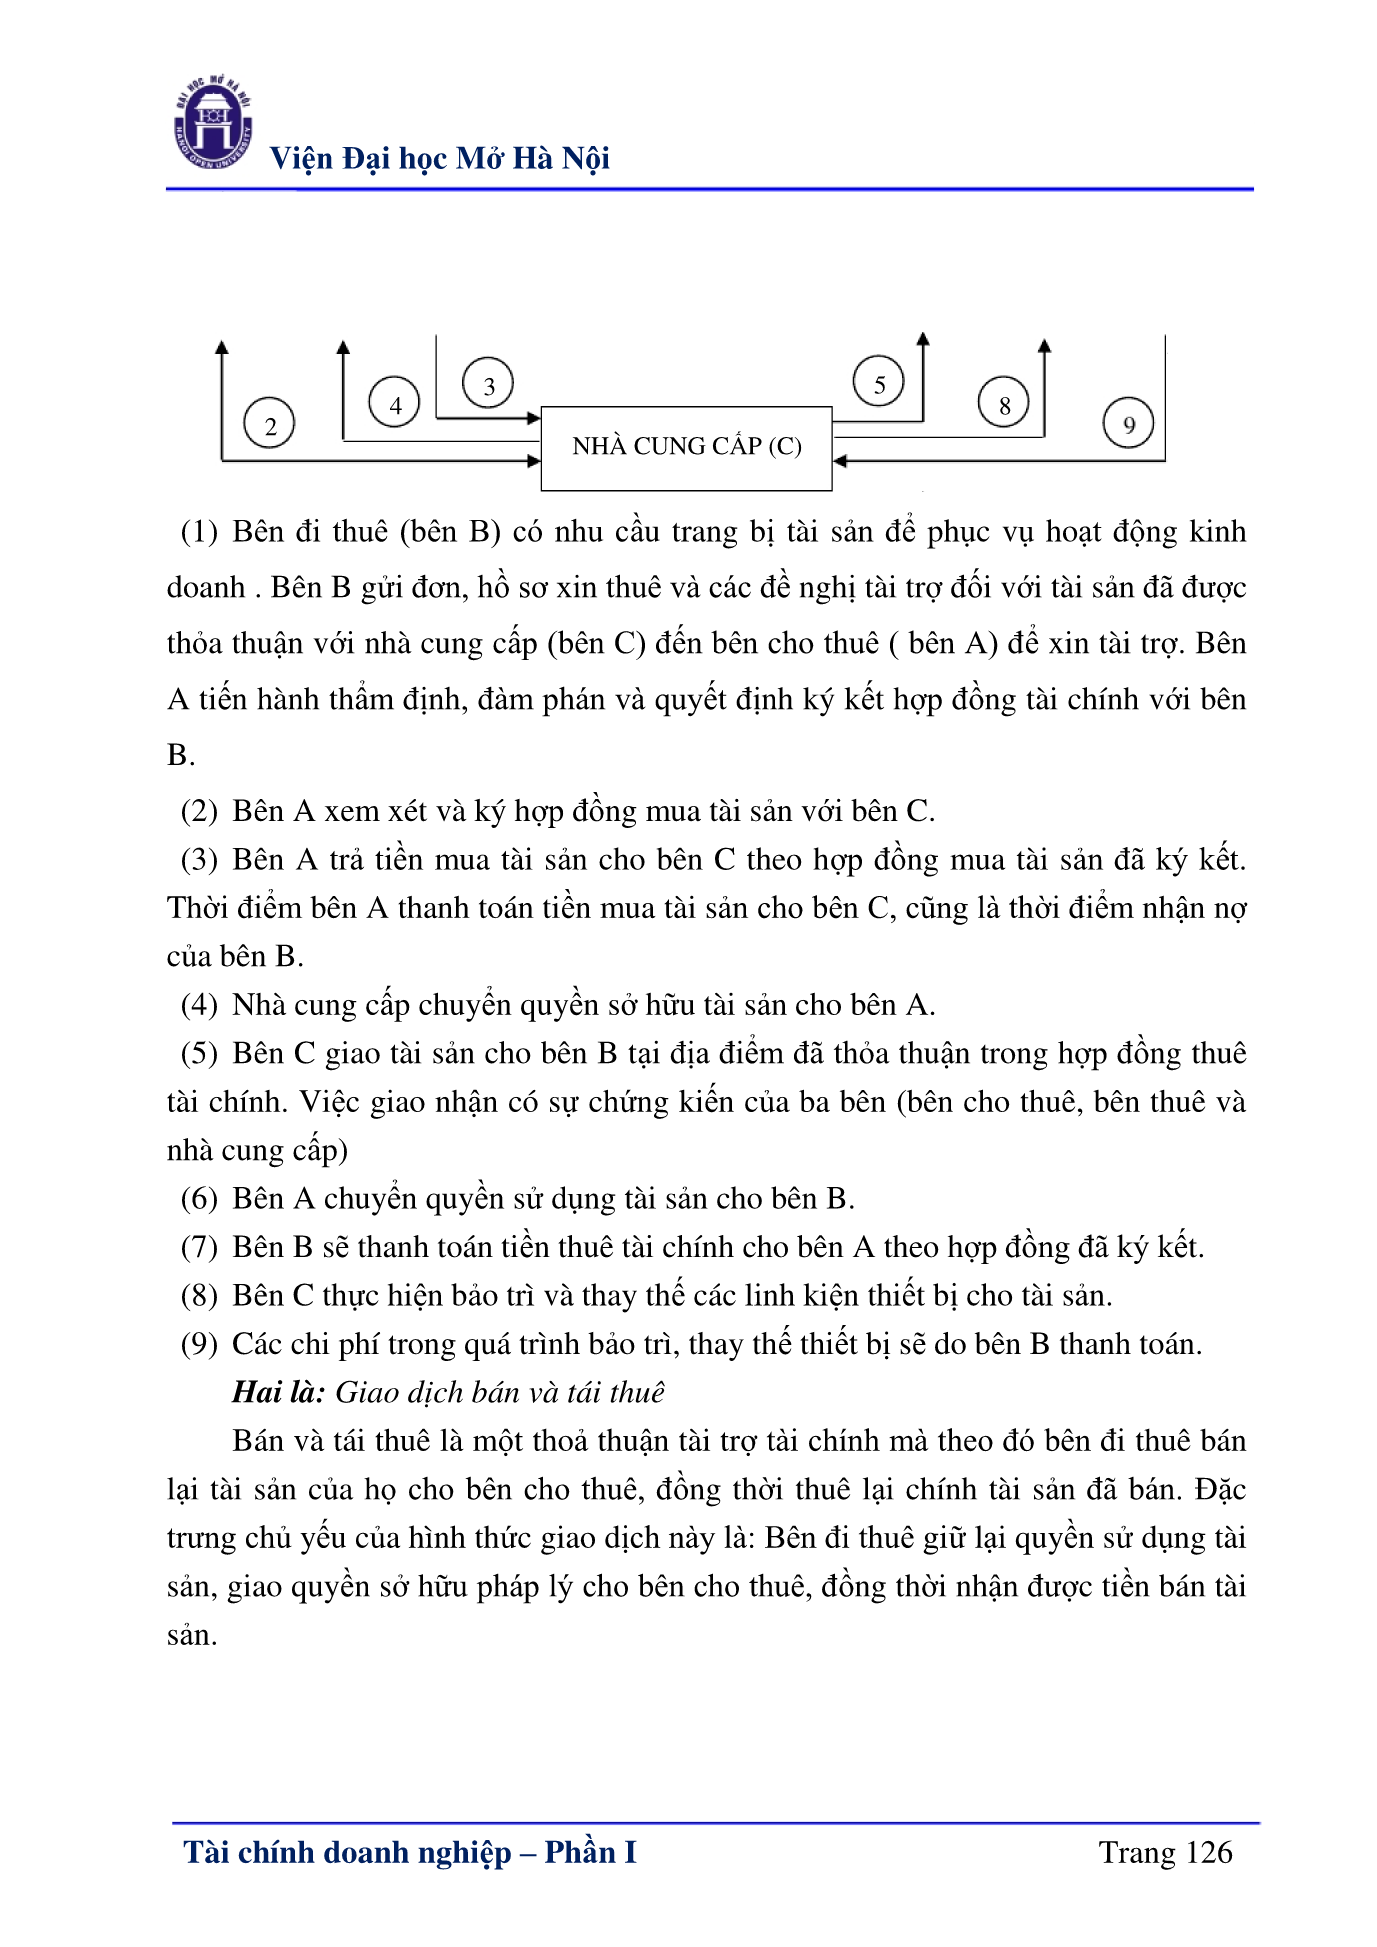 ĐẠI HỌC MỞ HÀ NỘI
HANOI OPEN UNIVERSITY
Viện Đại học Mở Hà Nội
2
4
3
5
8
9
NHÀ CUNG CẤP (C)
(1) Bên đi thuê (bên B) có nhu cầu trang bị tài sản để phục vụ hoạt động kinh
doanh . Bên B gửi đơn, hồ sơ xin thuê và các đề nghị tài trợ đối với tài sản đã được
thỏa thuận với nhà cung cấp (bên C) đến bên cho thuê ( bên A) để xin tài trợ. Bên
A tiến hành thẩm định, đàm phán và quyết định ký kết hợp đồng tài chính với bên
B.
(2) Bên A xem xét và ký hợp đồng mua tài sản với bên C.
(3) Bên A trả tiền mua tài sản cho bên C theo hợp đồng mua tài sản đã ký kết.
Thời điểm bên A thanh toán tiền mua tài sản cho bên C, cũng là thời điểm nhận nợ
của bên B.
(4) Nhà cung cấp chuyển quyền sở hữu tài sản cho bên A.
(5) Bên C giao tài sản cho bên B tại địa điểm đã thỏa thuận trong hợp đồng thuê
tài chính. Việc giao nhận có sự chứng kiến của ba bên (bên cho thuê, bên thuê và
nhà cung cấp)
(6) Bên A chuyển quyền sử dụng tài sản cho bên B.
(7) Bên B sẽ thanh toán tiền thuê tài chính cho bên A theo hợp đồng đã ký kết.
(8) Bên C thực hiện bảo trì và thay thế các linh kiện thiết bị cho tài sản.
(9) Các chi phí trong quá trình bảo trì, thay thế thiết bị sẽ do bên B thanh toán.
Hai là: Giao dịch bán và tái thuê
Bán và tái thuê là một thoả thuận tài trợ tài chính mà theo đó bên đi thuê bán
lại tài sản của họ cho bên cho thuê, đồng thời thuê lại chính tài sản đã bán. Đặc
trưng chủ yếu của hình thức giao dịch này là: Bên đi thuê giữ lại quyền sử dụng tài
sản, giao quyền sở hữu pháp lý cho bên cho thuê, đồng thời nhận được tiền bán tài
sản.
Tài chính doanh nghiệp – Phần I
Trang 126